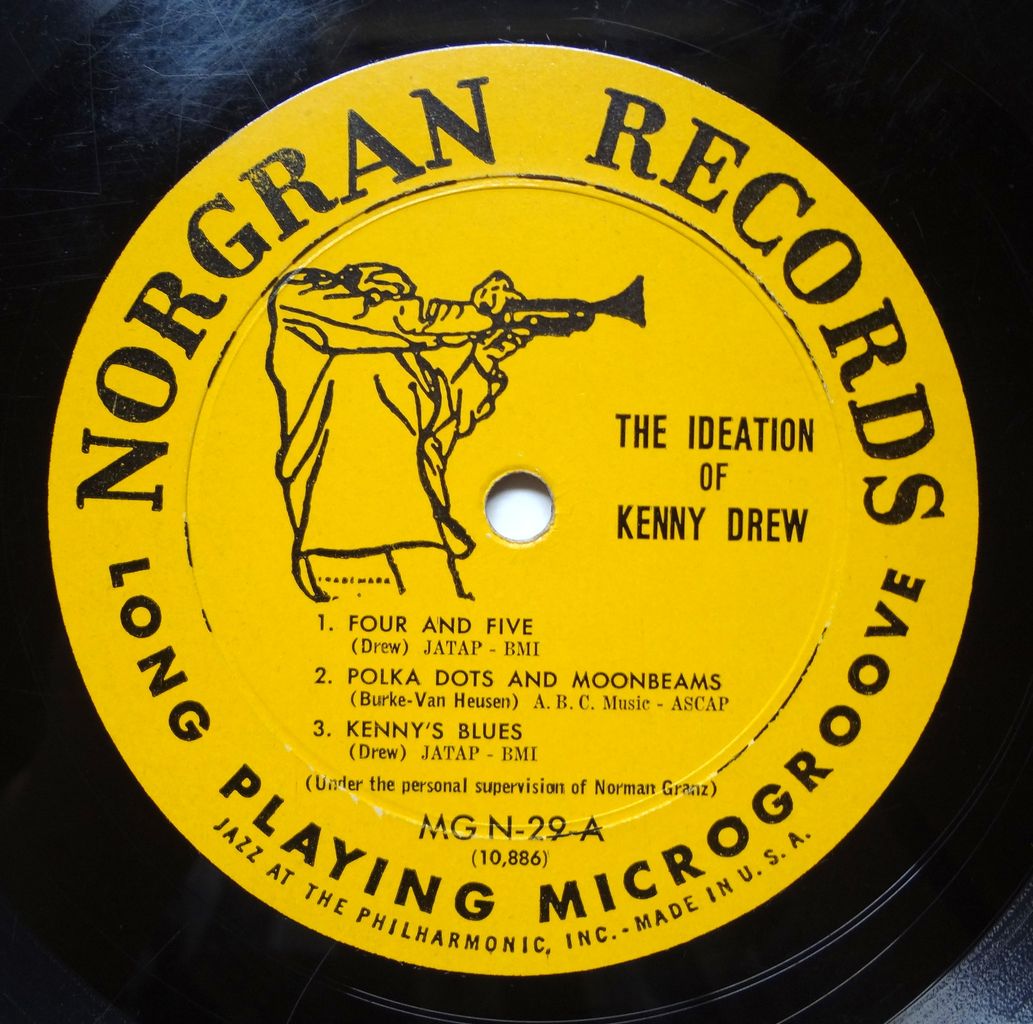 NORGRAN RECORDS
THE IDEATION
OF
KENNY DREW
TRADEMARK
1. FOUR AND FIVE
(Drew) JATAP - BMI
2. POLKA DOTS AND MOONBEAMS
(Burke-Van Heusen) A. B. C. Music - ASCAP
3. KENNY'S BLUES
(Drew) JATAP - BMI
(Under the personal supervision of Norman Granz)
MG N-29-A
(10,886)
LONG PLAYING MICROGROOVE
JAZZ AT THE PHILHARMONIC, INC.-MADE IN U.S.A.